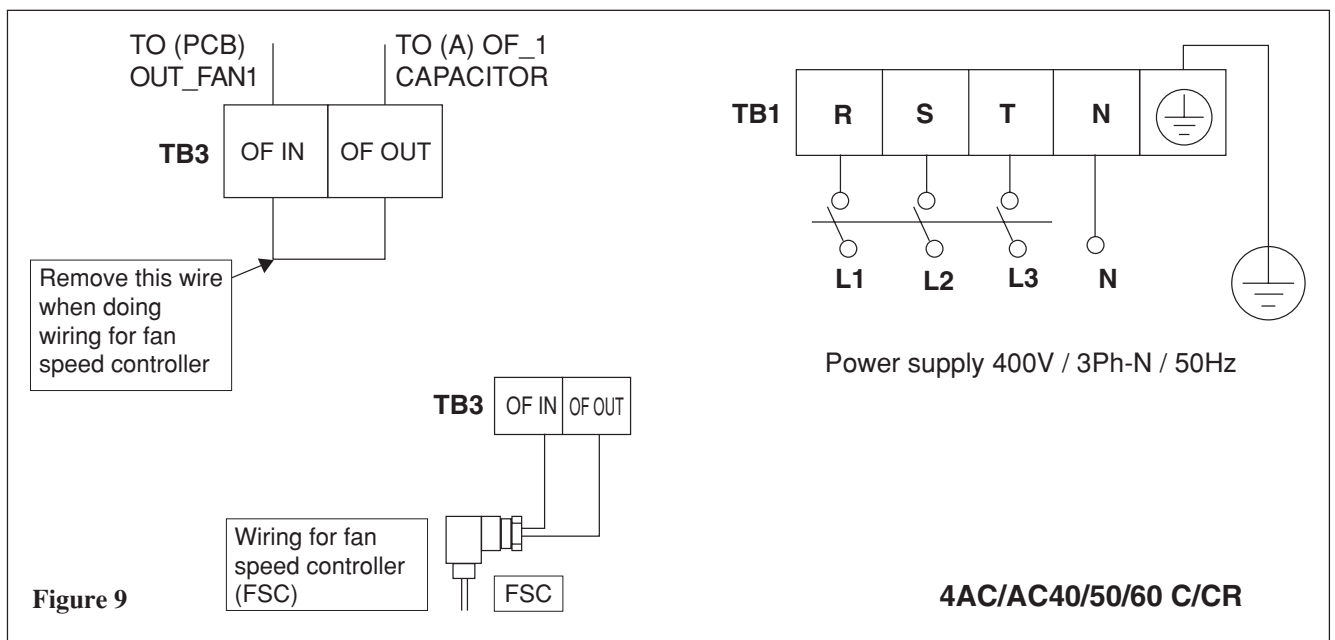 TO (PCB)
OUT_FAN1
TO (A) OF_1
CAPACITOR
TB3
OF IN
OF OUT
Remove this wire
when doing
wiring for fan
speed controller
TB1
R
S
T
N
L1
L2
L3
N
Power supply 400V / 3Ph-N / 50Hz
TB3
OF IN
OF OUT
Wiring for fan
speed controller
(FSC)
FSC
Figure 9
4AC/AC40/50/60 C/CR